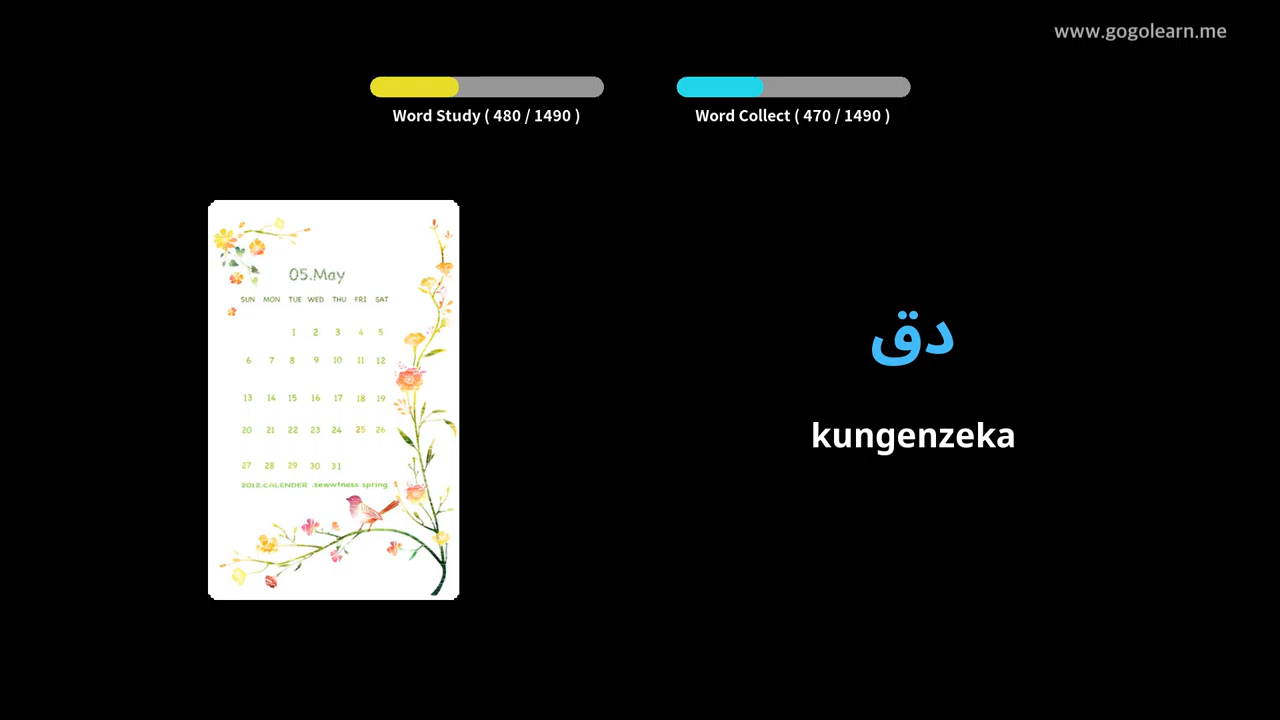 www.gogolearn.me
Word Study ( 480 / 1490 )
Word Collect ( 470 / 1490 )
05.May
SUN MON TUE WED THU FRI SAT
1 2 3 4 5
6 7 8 9 10 11 12
13 14 15 16 17 18 19
20 21 22 23 24 25 26
27 28 29 30 31
2012.CALENDER .sewwtness spring
دق
kungenzeka